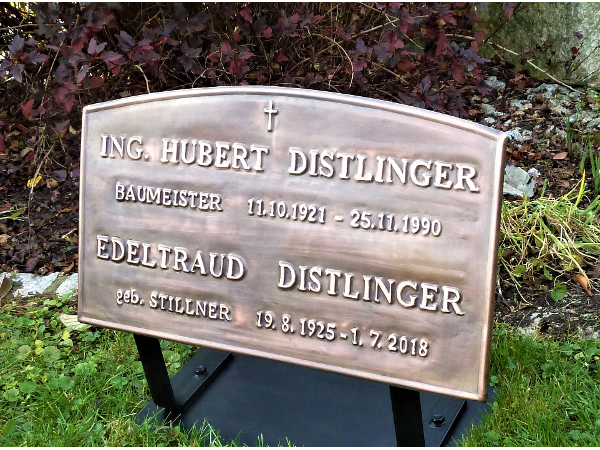 ING. HUBERT DISTLINGER
BAUMEISTER 11.10.1921 - 25.11.1990
EDELTRAUD DISTLINGER
geb. STILLNER 19.8.1925 - 1.7.2018